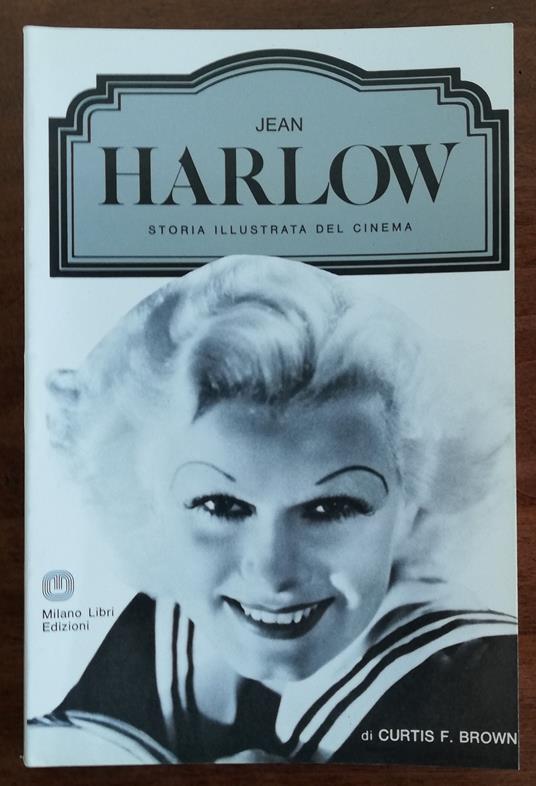 JEAN
HARLOW
STORIA ILLUSTRATA DEL CINEMA
Milano Libri
Edizioni
di CURTIS F. BROWN